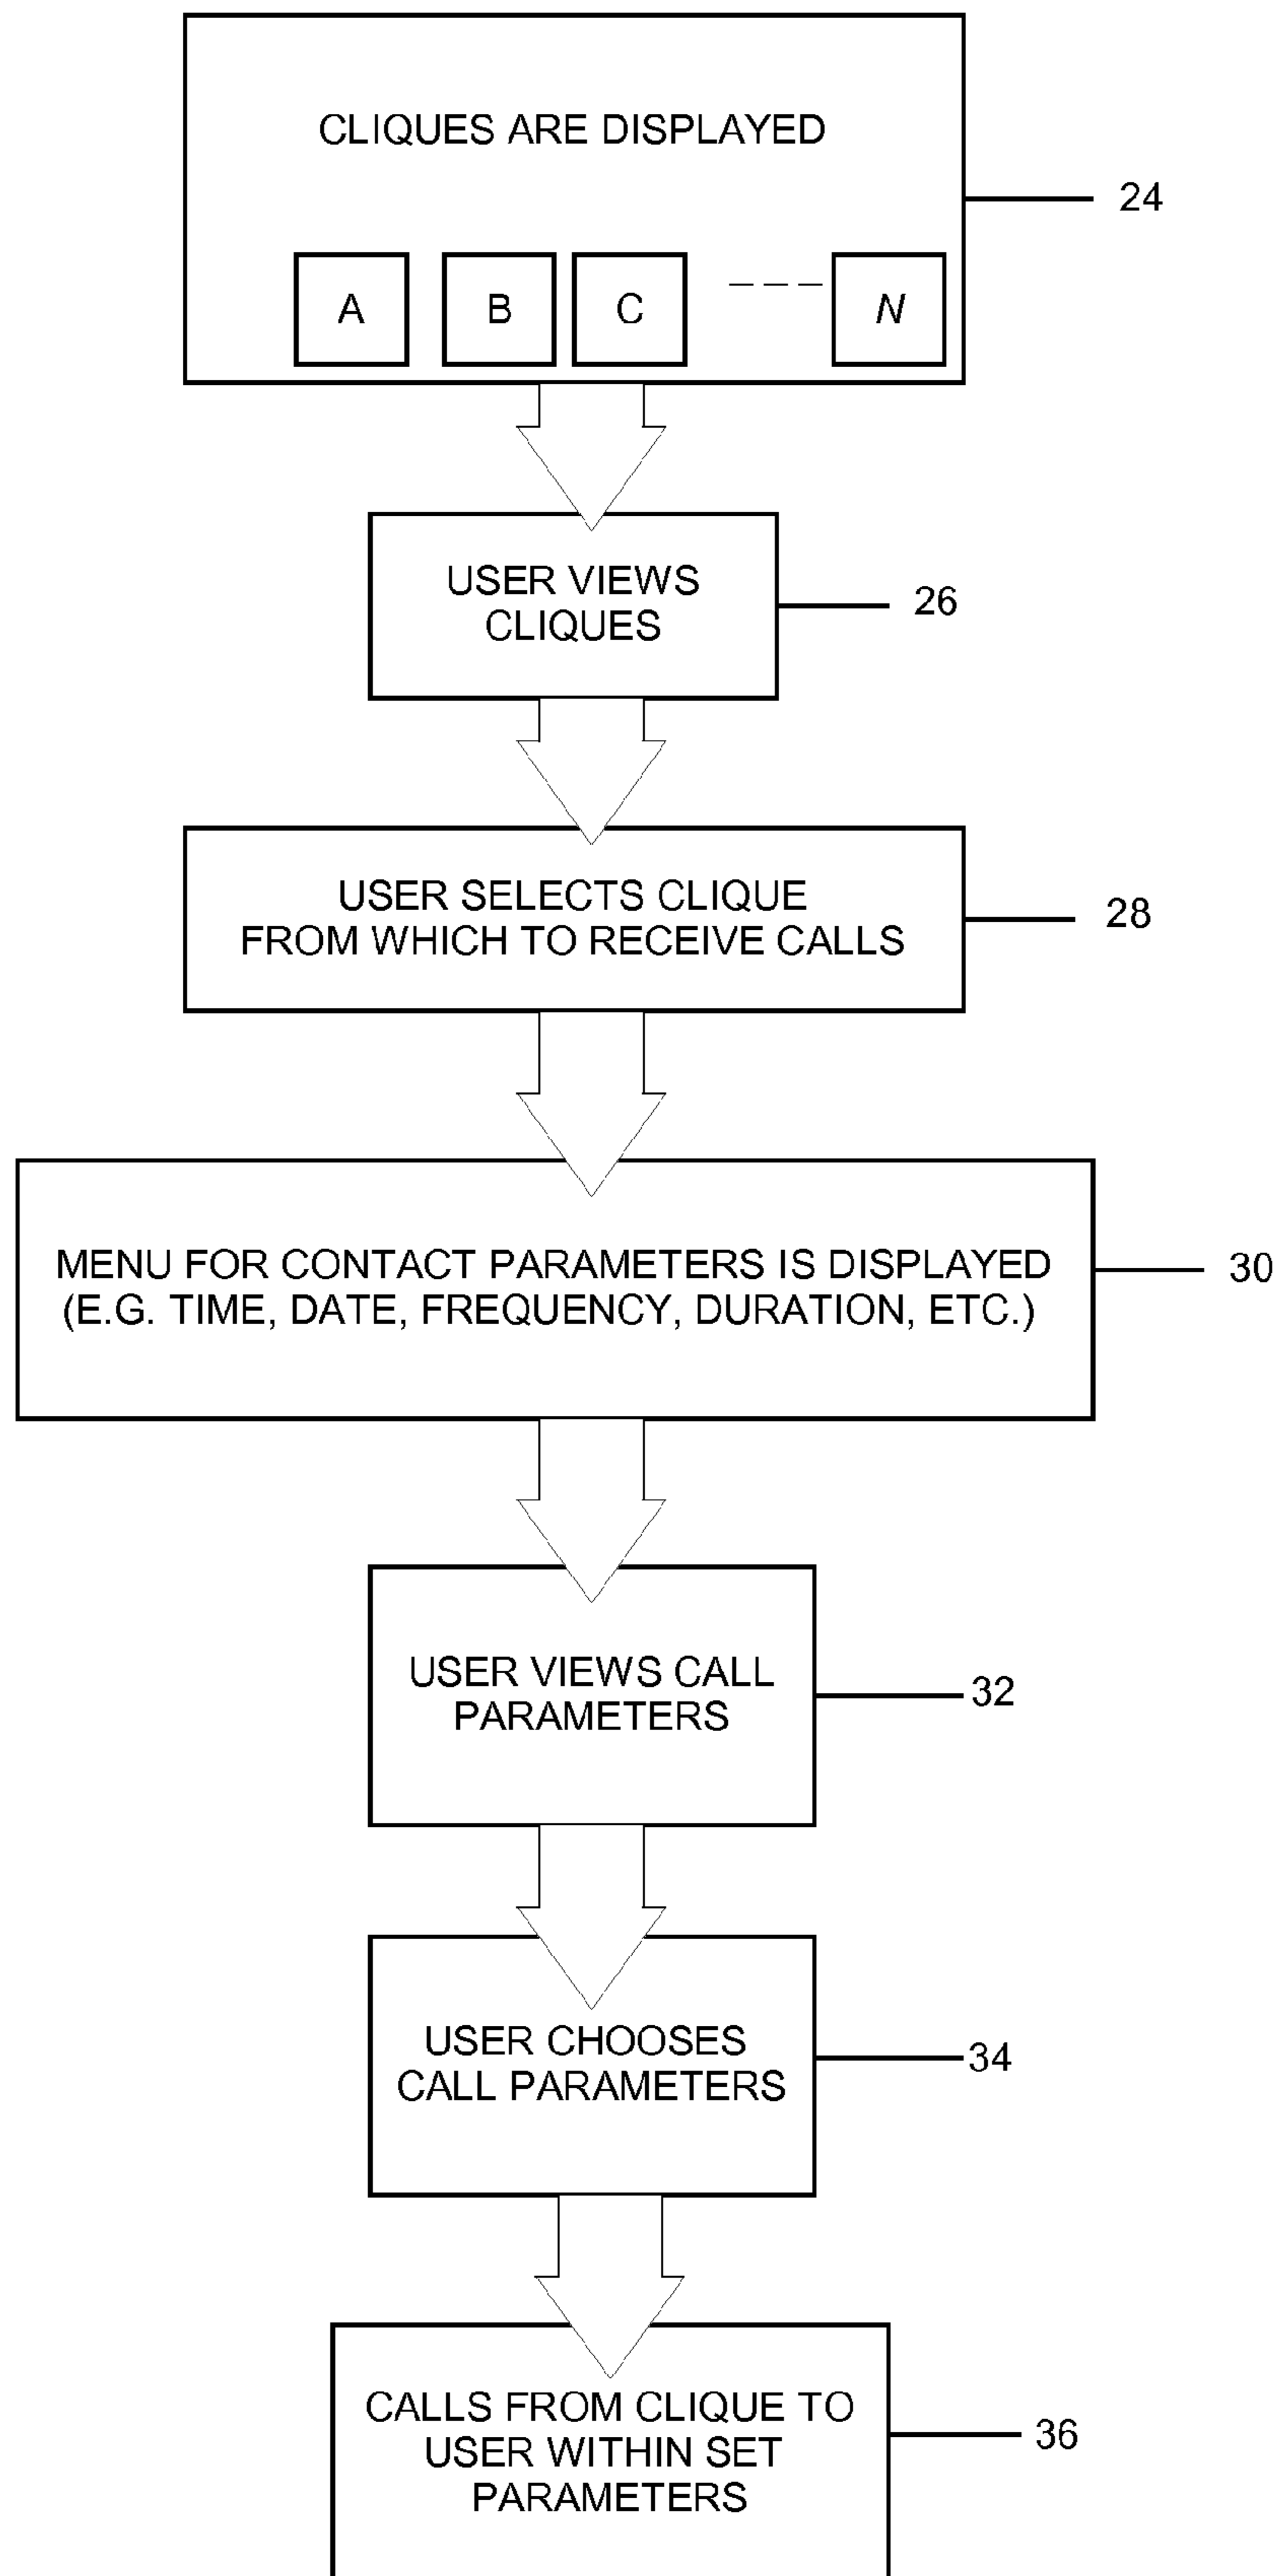 CLIQUES ARE DISPLAYED
24
A B C N
USER VIEWS
CLIQUES
26
USER SELECTS CLIQUE
FROM WHICH TO RECEIVE CALLS
28
MENU FOR CONTACT PARAMETERS IS DISPLAYED
(E.G. TIME, DATE, FREQUENCY, DURATION, ETC.)
30
USER VIEWS CALL
PARAMETERS
32
USER CHOOSES
CALL PARAMETERS
34
CALLS FROM CLIQUE TO
USER WITHIN SET
PARAMETERS
36